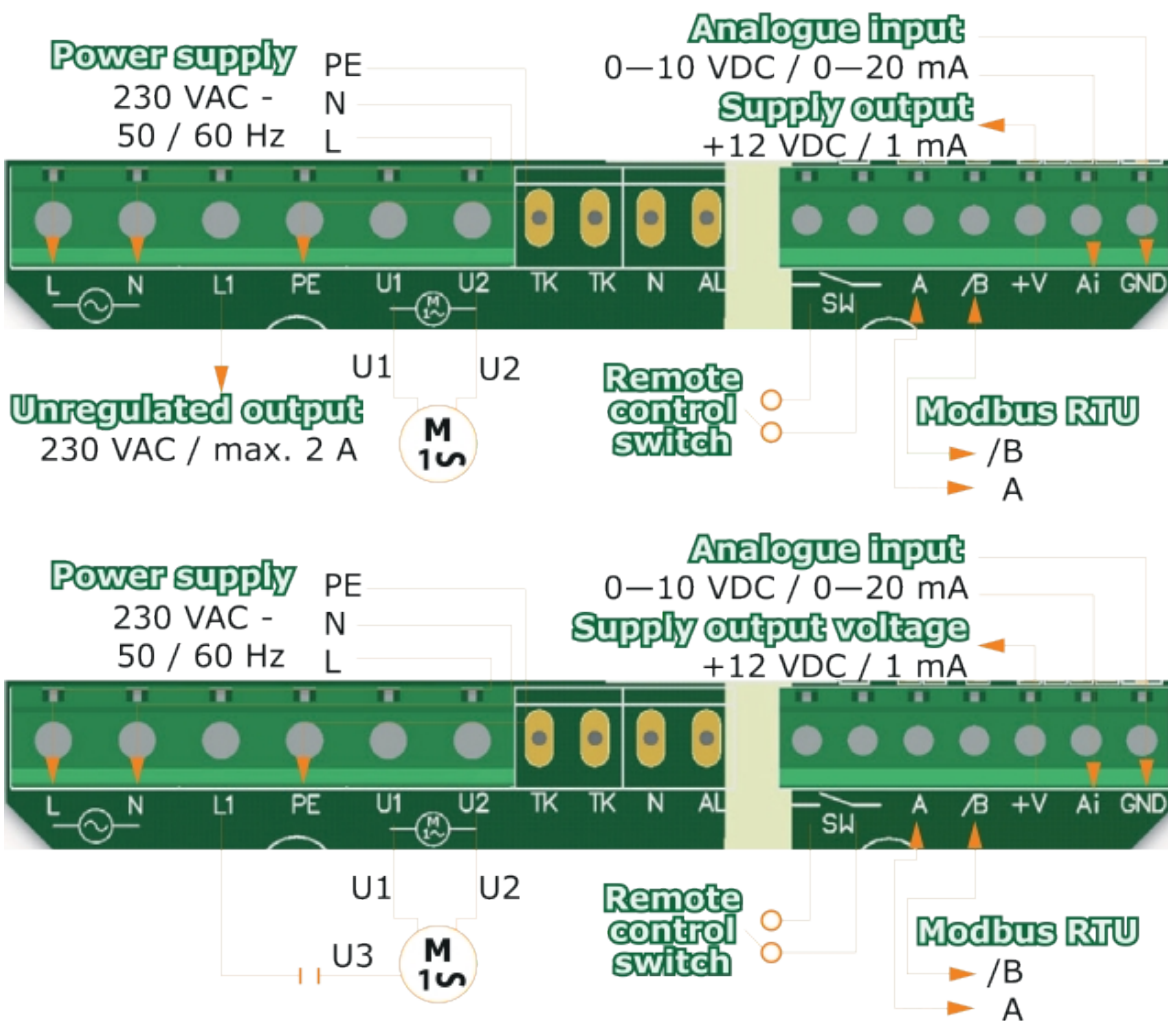 Power supply
230 VAC -
50 / 60 Hz
PE
N
L
Analogue input
0—10 VDC / 0—20 mA
Supply output
+12 VDC / 1 mA
L N L1 PE U1 U2 TK TK N AL
M
1~
SW A /B +V Ai GND
U1 U2
M
1~
Unregulated output
230 VAC / max. 2 A
Remote
control
switch
Modbus RTU
/B
A
Power supply
230 VAC -
50 / 60 Hz
PE
N
L
Analogue input
0—10 VDC / 0—20 mA
Supply output voltage
+12 VDC / 1 mA
L N L1 PE U1 U2 TK TK N AL
M
1~
SW A /B +V Ai GND
U1 U2
U3
M
1~
Remote
control
switch
Modbus RTU
/B
A